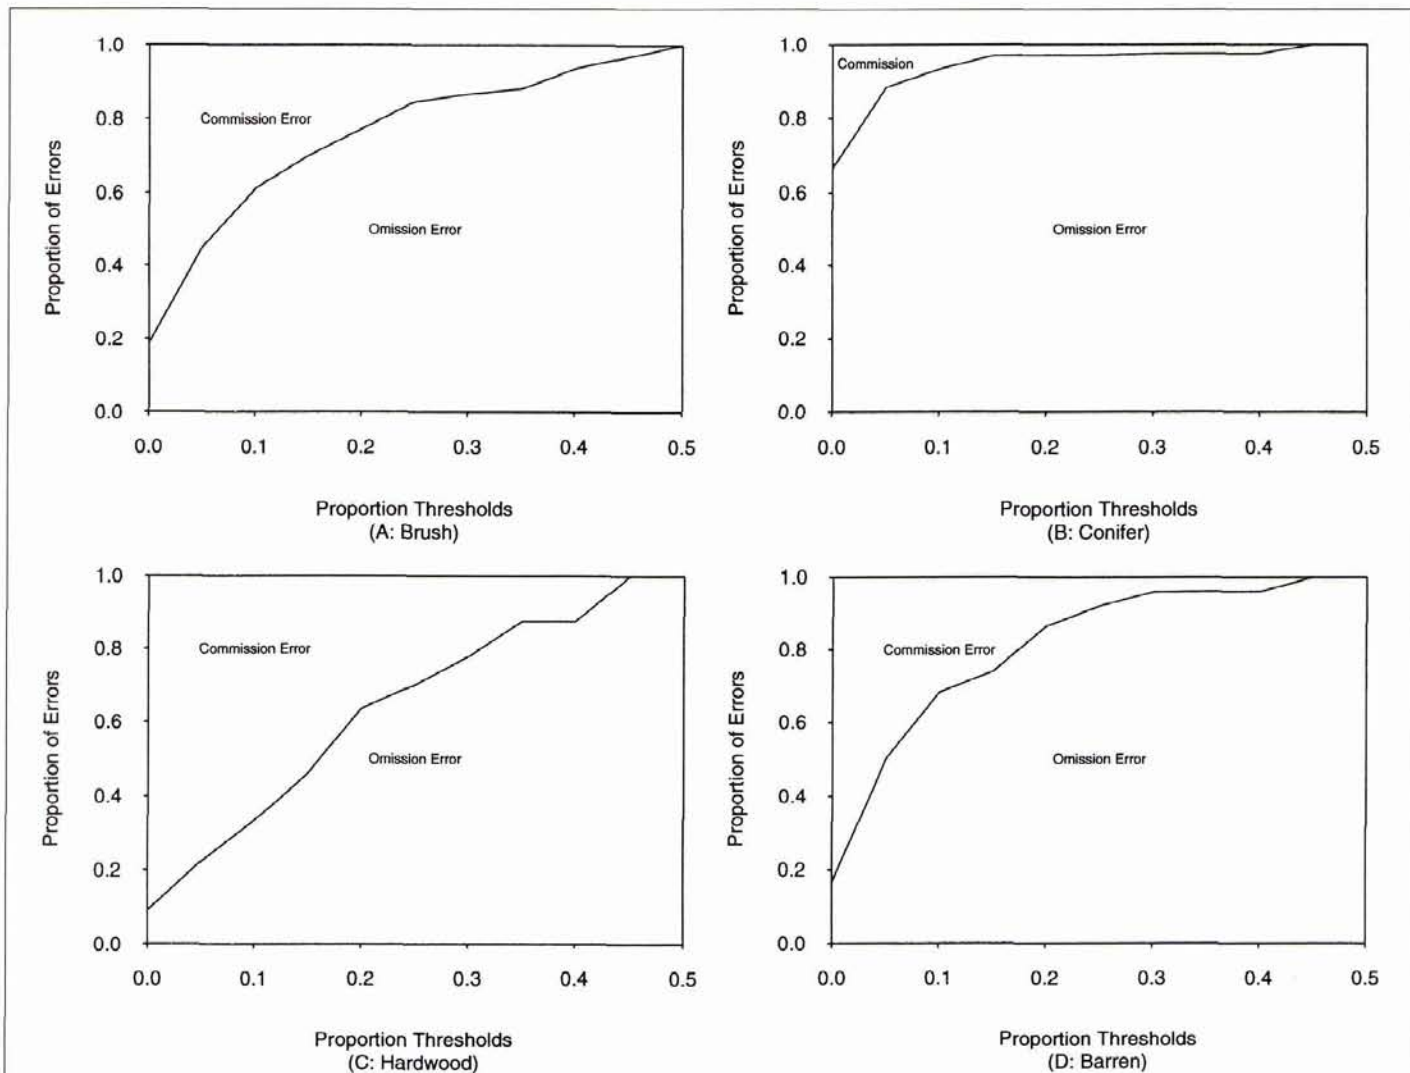 1.0
0.8
0.6
0.4
0.2
0.0
Proportion of Errors
Commission Error
Omission Error
0.0 0.1 0.2 0.3 0.4 0.5
Proportion Thresholds
(A: Brush)
1.0
0.8
0.6
0.4
0.2
0.0
Proportion of Errors
Commission
Omission Error
0.0 0.1 0.2 0.3 0.4 0.5
Proportion Thresholds
(B: Conifer)
1.0
0.8
0.6
0.4
0.2
0.0
Proportion of Errors
Commission Error
Omission Error
0.0 0.1 0.2 0.3 0.4 0.5
Proportion Thresholds
(C: Hardwood)
1.0
0.8
0.6
0.4
0.2
0.0
Proportion of Errors
Commission Error
Omission Error
0.0 0.1 0.2 0.3 0.4 0.5
Proportion Thresholds
(D: Barren)